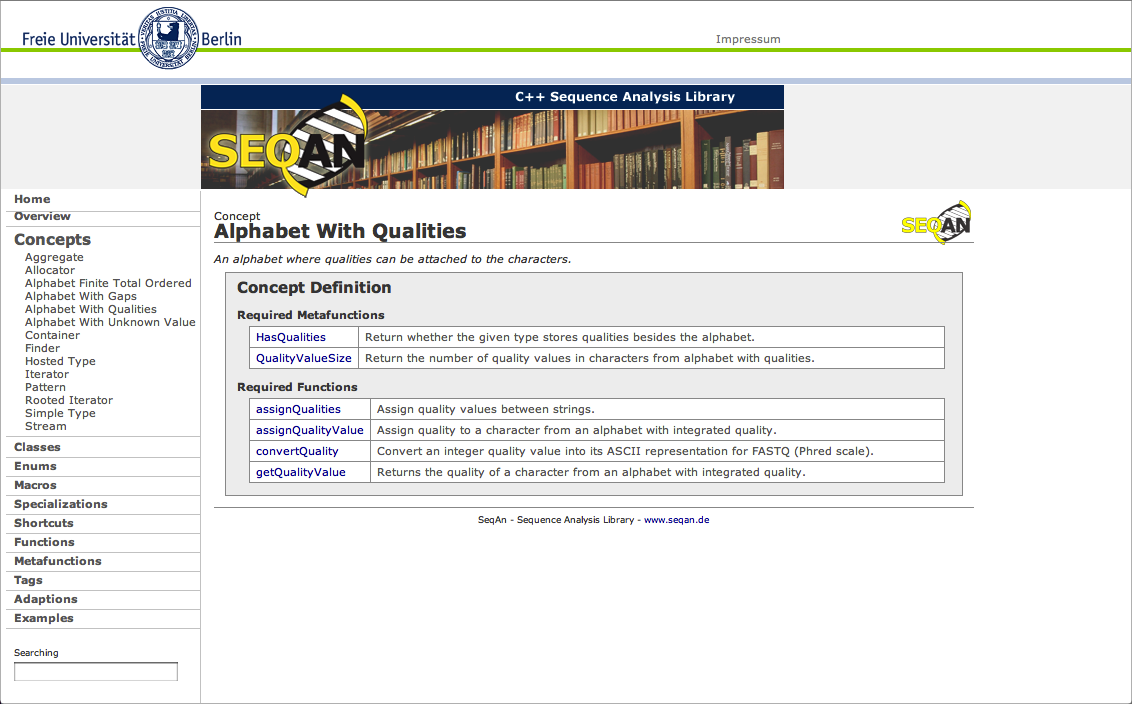 Freie Universität Berlin
Impressum
C++ Sequence Analysis Library
SEQAN
Home
Overview
Concepts
Aggregate
Allocator
Alphabet Finite Total Ordered
Alphabet With Gaps
Alphabet With Qualities
Alphabet With Unknown Value
Container
Finder
Hosted Type
Iterator
Pattern
Rooted Iterator
Simple Type
Stream
Classes
Enums
Macros
Specializations
Shortcuts
Functions
Metafunctions
Tags
Adaptions
Examples
Searching
Concept
Alphabet With Qualities
SEQAN
An alphabet where qualities can be attached to the characters.
Concept Definition
Required Metafunctions
HasQualities Return whether the given type stores qualities besides the alphabet.
QualityValueSize Return the number of quality values in characters from alphabet with qualities.
Required Functions
assignQualities Assign quality values between strings.
assignQualityValue Assign quality to a character from an alphabet with integrated quality.
convertQuality Convert an integer quality value into its ASCII representation for FASTQ (Phred scale).
getQualityValue Returns the quality of a character from an alphabet with integrated quality.
SeqAn - Sequence Analysis Library - www.seqan.de